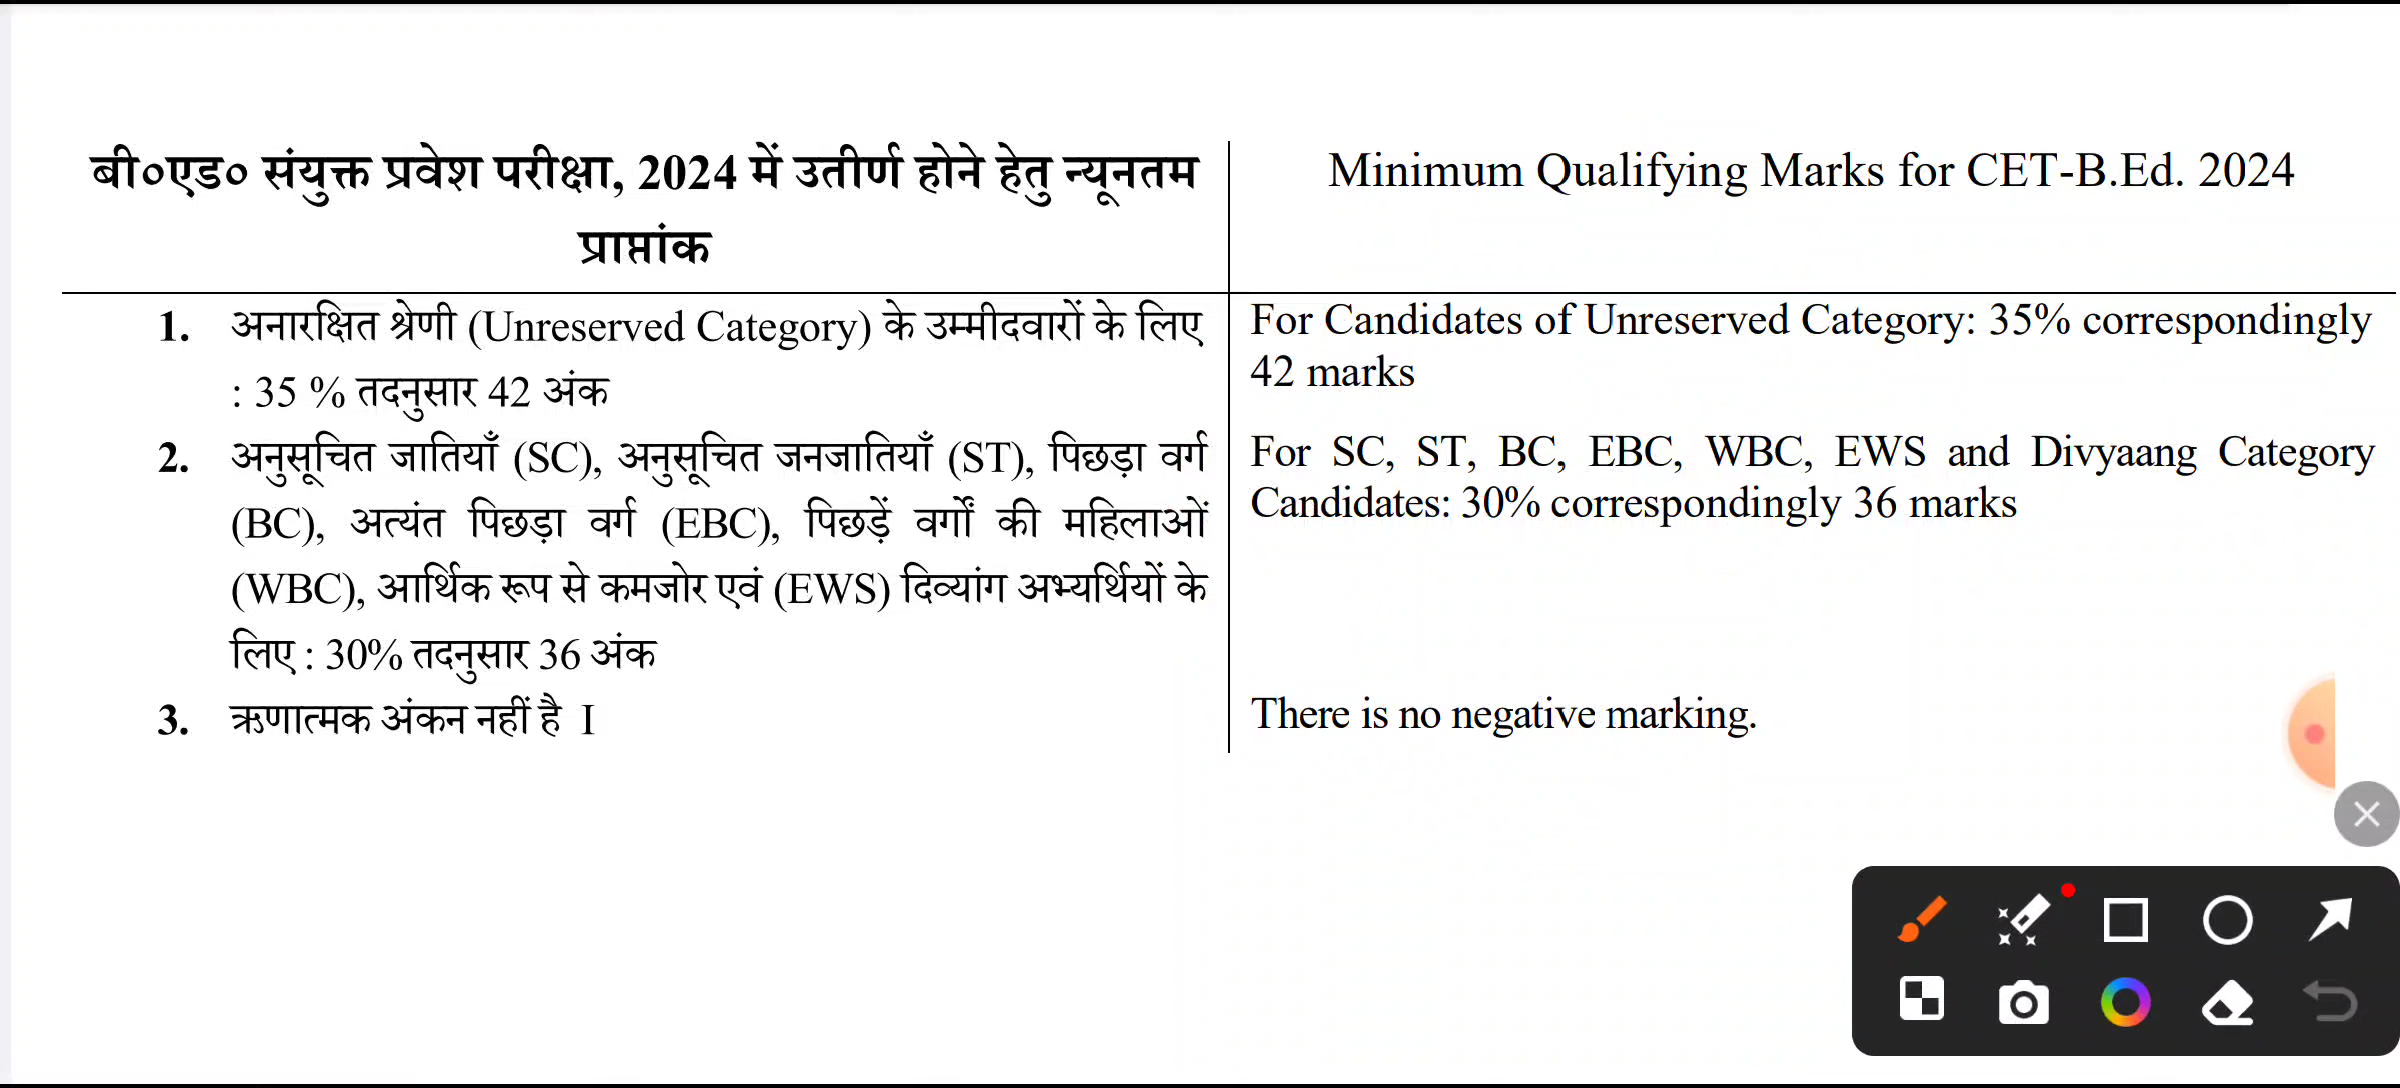 बी०एड० संयुक्त प्रवेश परीक्षा, 2024 में उतीर्ण होने हेतु न्यूनतम
प्राप्तांक
Minimum Qualifying Marks for CET-B.Ed. 2024
1. अनारक्षित श्रेणी (Unreserved Category) के उम्मीदवारों के लिए
: 35 % तदनुसार 42 अंक
For Candidates of Unreserved Category: 35% correspondingly
42 marks
2. अनुसूचित जातियाँ (SC), अनुसूचित जनजातियाँ (ST), पिछड़ा वर्ग
(BC), अत्यंत पिछड़ा वर्ग (EBC), पिछड़ें वर्गों की महिलाओं
(WBC), आर्थिक रूप से कमजोर एवं (EWS) दिव्यांग अभ्यर्थियों के
लिए : 30% तदनुसार 36 अंक
For SC, ST, BC, EBC, WBC, EWS and Divyaang Category
Candidates: 30% correspondingly 36 marks
3. ऋणात्मक अंकन नहीं है I
There is no negative marking.